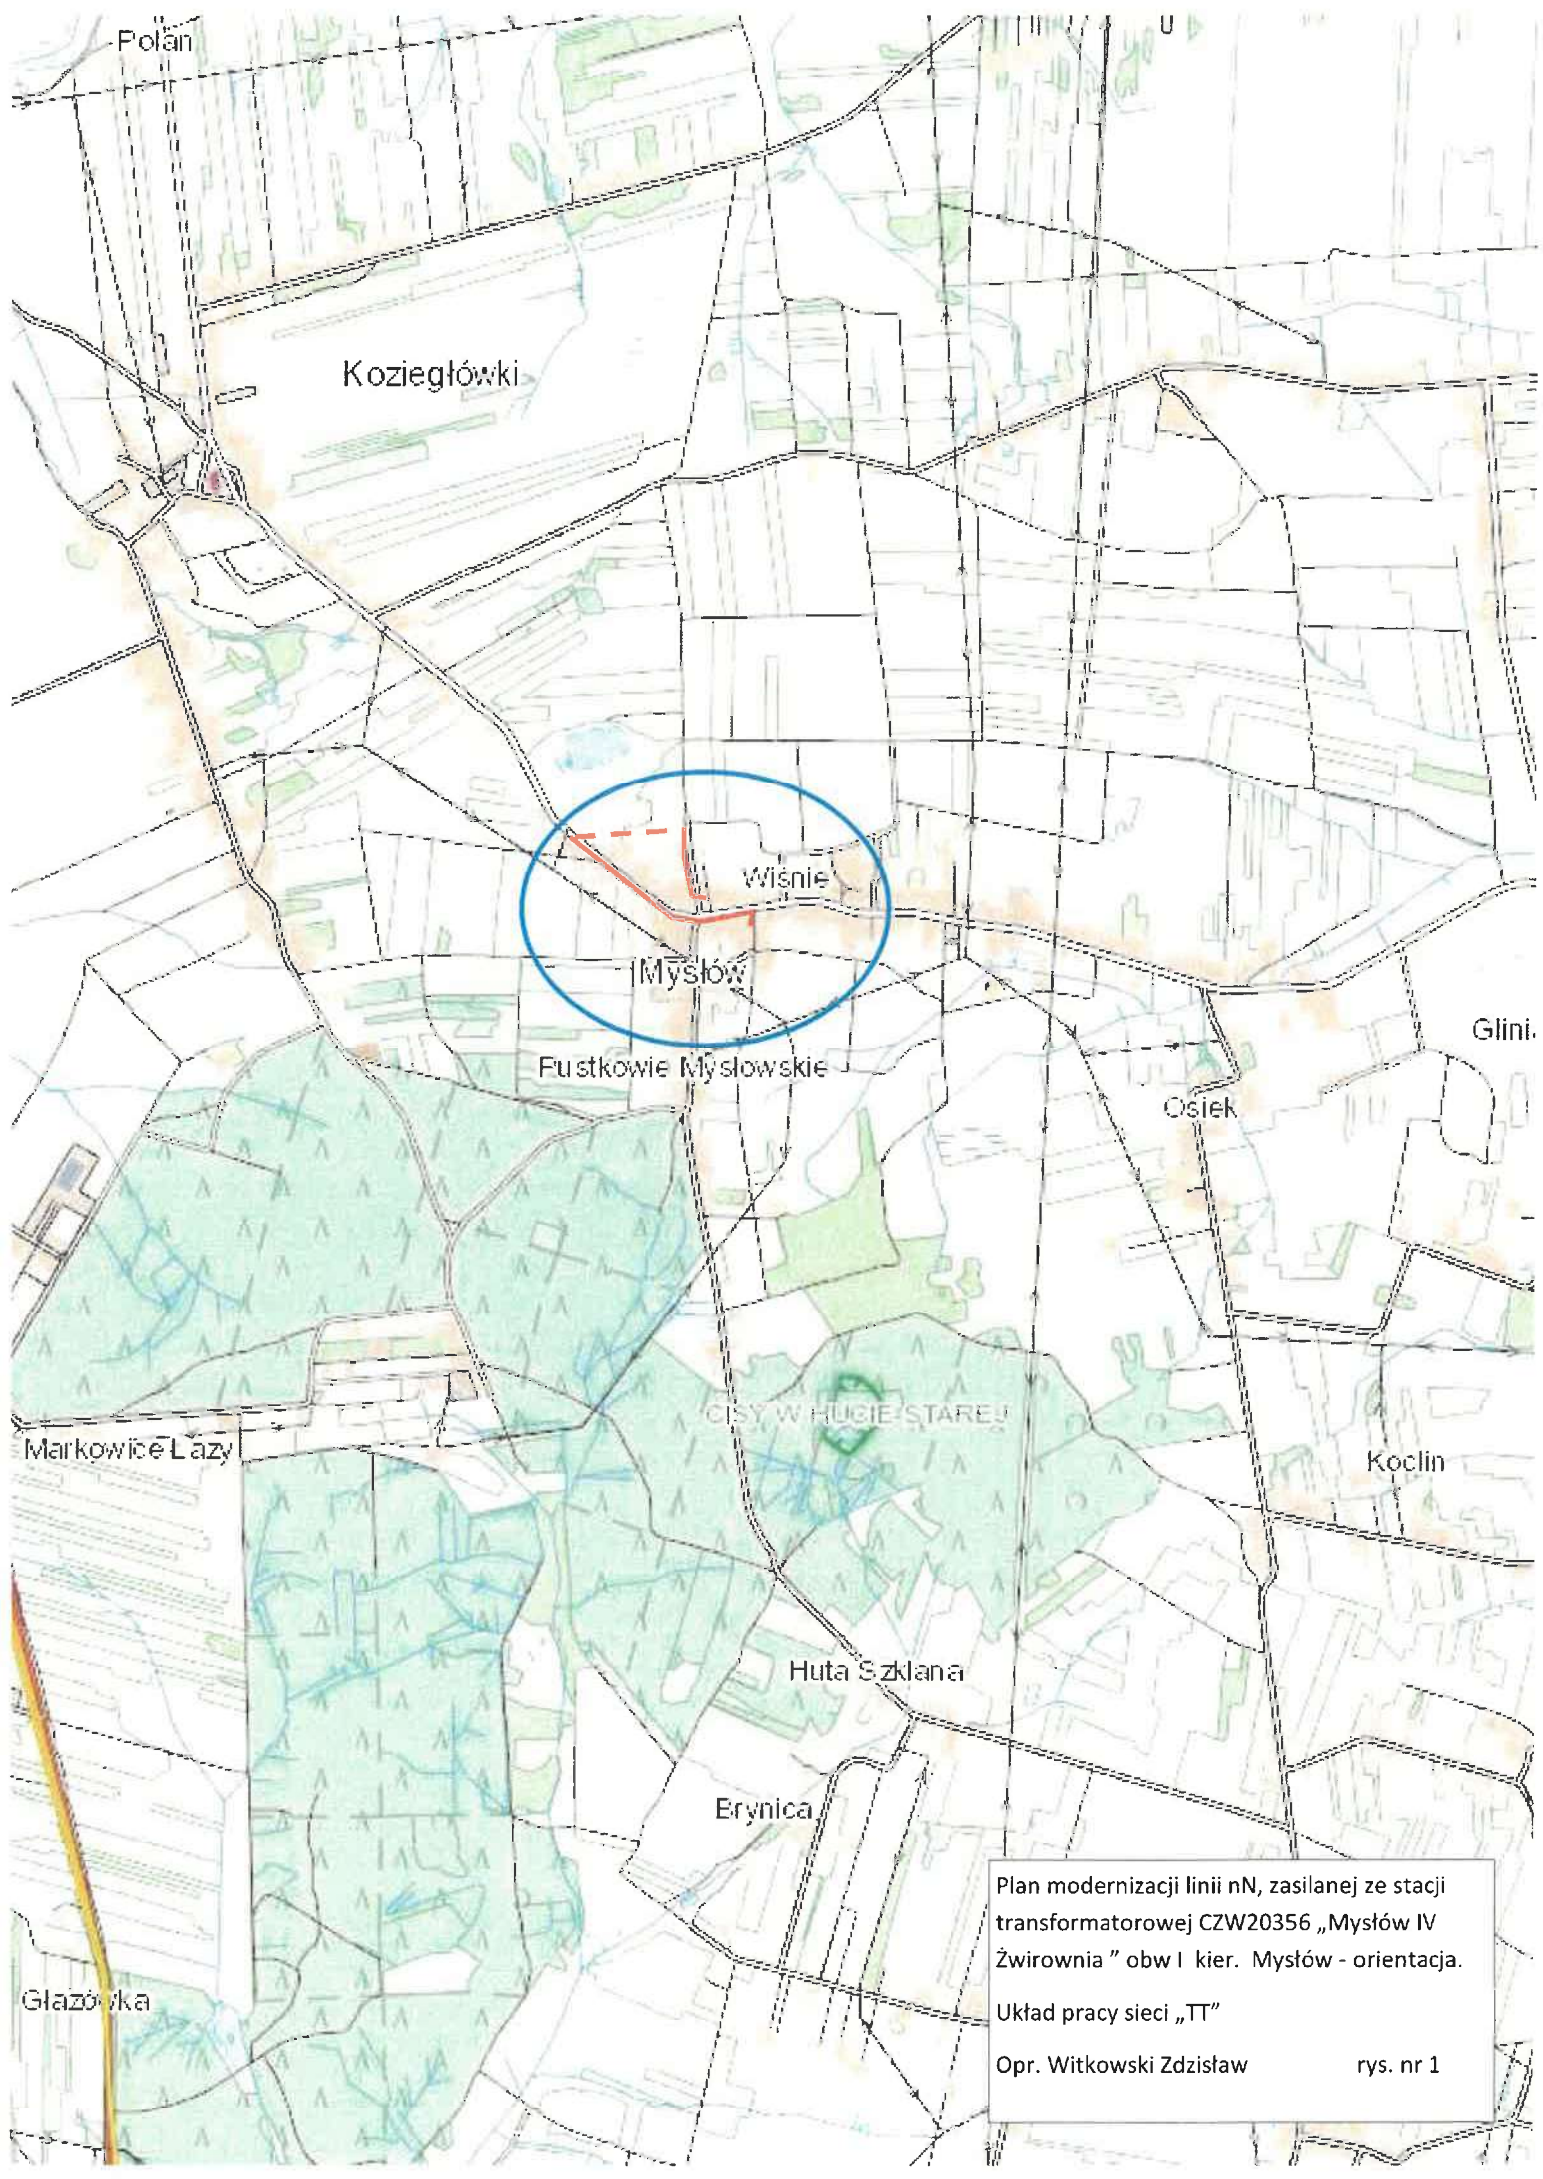 Polan
Koziegłówki
Wiśnie
Mysłów
Glini
Pustkowie Mysłowskie
Osiek
CISY W HUCIE STAREJ
Markowice Łazy
Koclin
Huta Szklana
Brynica
Plan modernizacji linii nN, zasilanej ze stacji
transformatorowej CZW20356 „Mysłów IV
Żwirownia ” obw I kier. Mysłów - orientacja.
Głazówka
Układ pracy sieci „TT”
Opr. Witkowski Zdzisław rys. nr 1